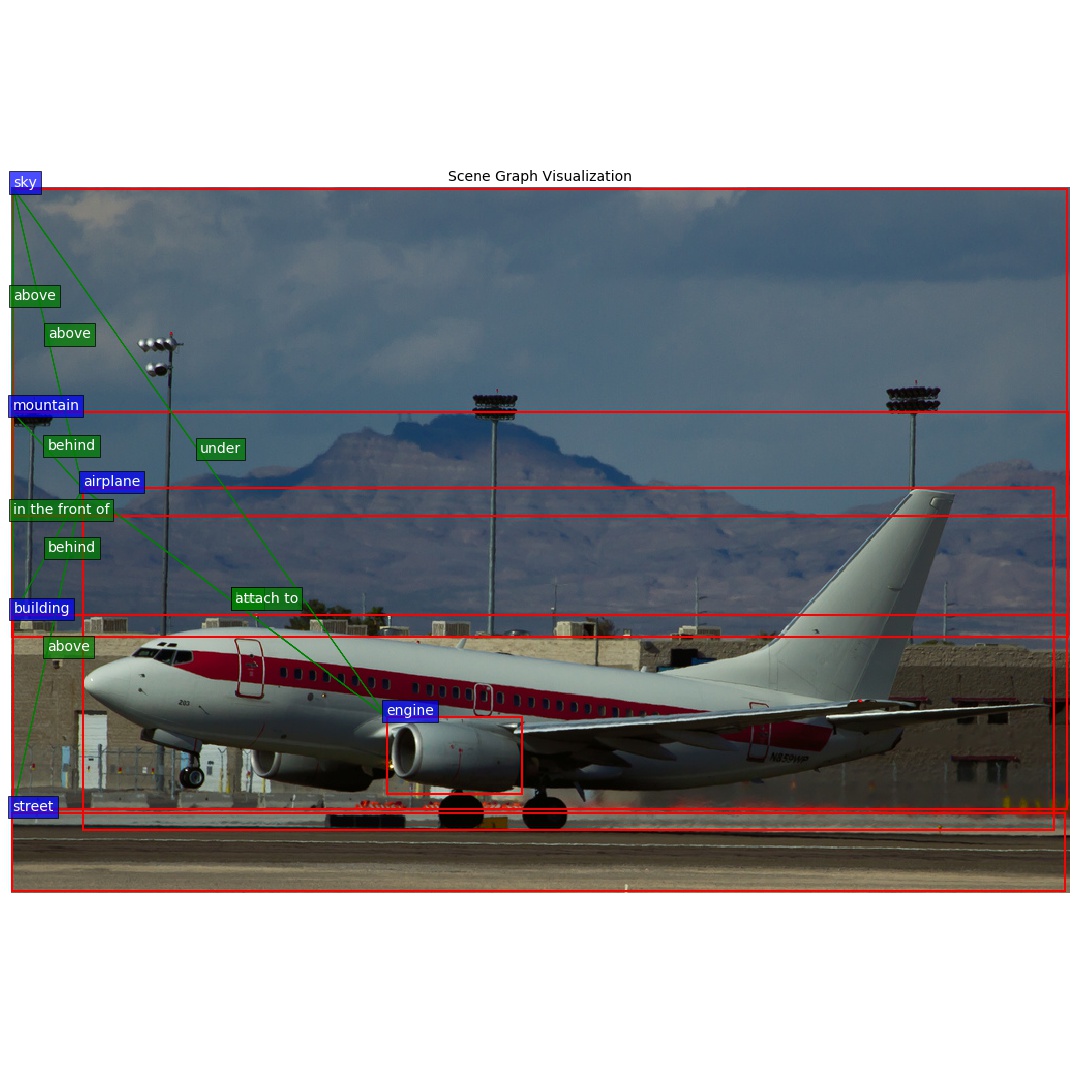 Scene Graph Visualization
sky
above
above
mountain
behind
under
airplane
in the front of
behind
attach to
building
above
engine
street